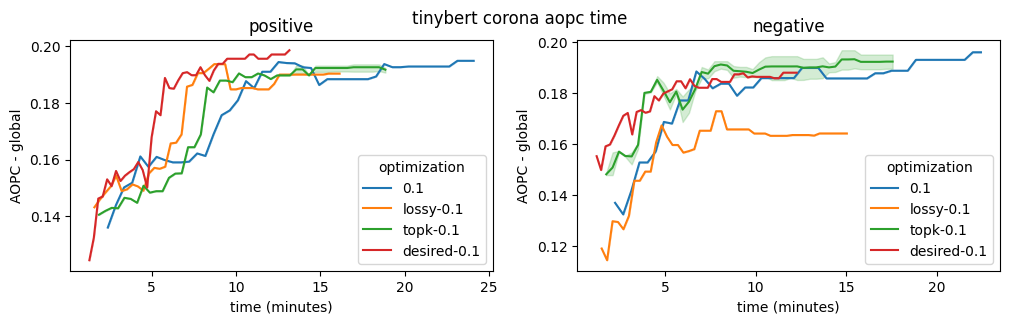 tinybert corona aopc time
positive
AOPC - global
0.20
0.18
0.16
0.14
5
10
15
20
25
time (minutes)
optimization
0.1
lossy-0.1
topk-0.1
desired-0.1
negative
AOPC - global
0.20
0.18
0.16
0.14
0.12
5
10
15
20
time (minutes)
optimization
0.1
lossy-0.1
topk-0.1
desired-0.1